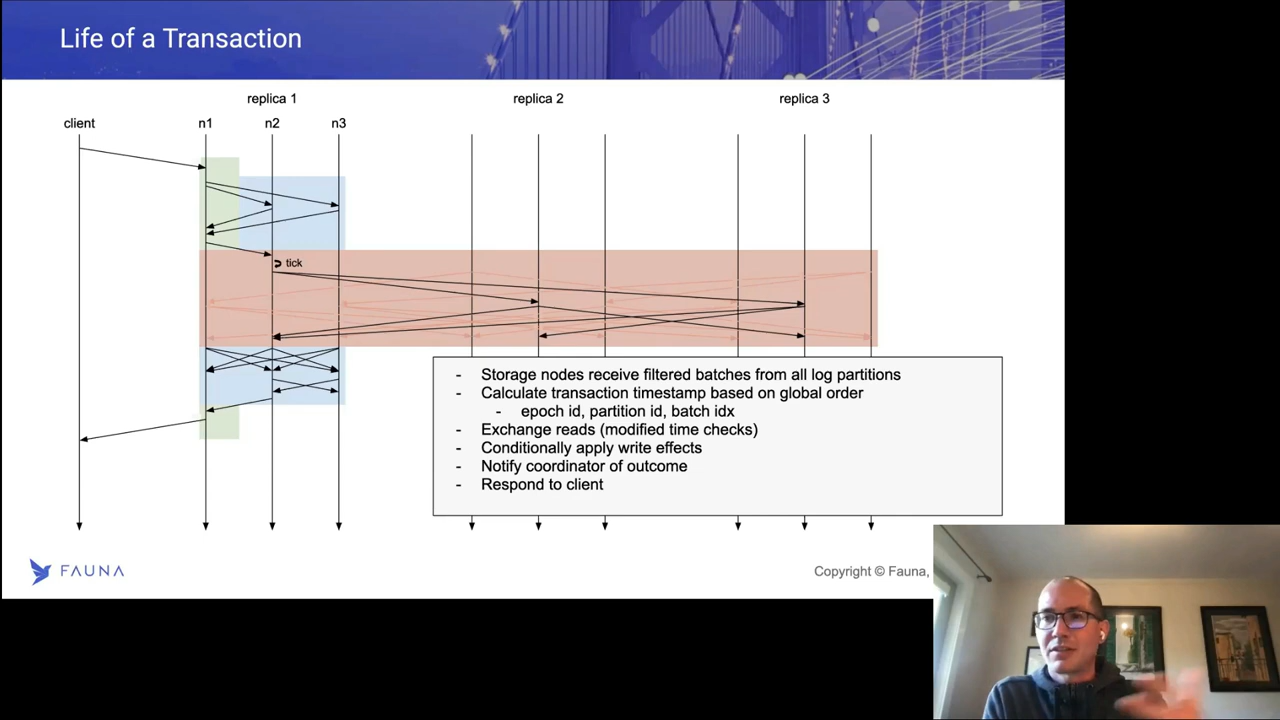 Life of a Transaction
replica 1
replica 2
replica 3
client
n1
n2
n3
tick
- Storage nodes receive filtered batches from all log partitions
- Calculate transaction timestamp based on global order
- epoch id, partition id, batch idx
- Exchange reads (modified time checks)
- Conditionally apply write effects
- Notify coordinator of outcome
- Respond to client
FAUNA
Copyright © Fauna,